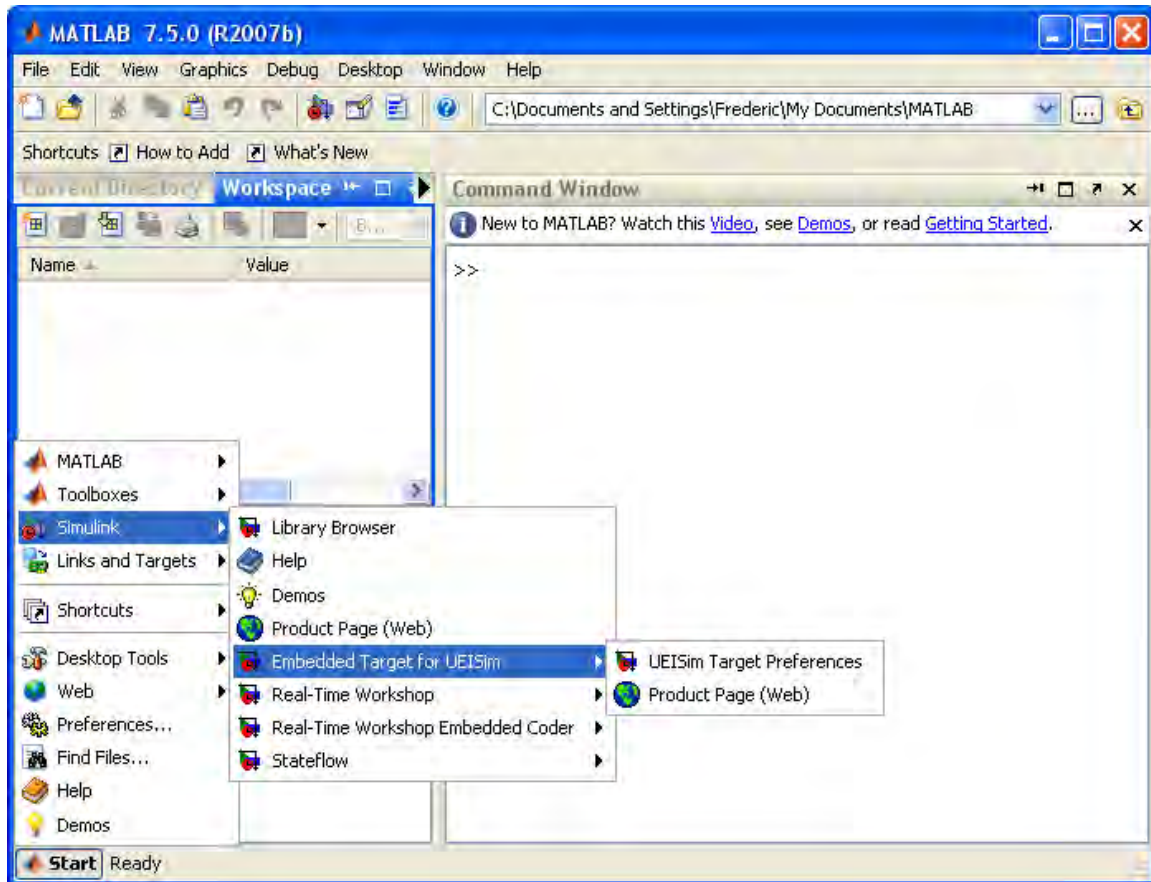 MATLAB 7.5.0 (R2007b)
File Edit View Graphics Debug Desktop Window Help
C:\Documents and Settings\Frederic\My Documents\MATLAB ...
Shortcuts How to Add What's New
Current Directory Workspace
B...
Name Value
Command Window
New to MATLAB? Watch this Video, see Demos, or read Getting Started.
>>
MATLAB
Toolboxes
Simulink
Links and Targets
Shortcuts
Desktop Tools
Web
Preferences...
Find Files...
Help
Demos
Library Browser
Help
Demos
Product Page (Web)
Embedded Target for UEISim
Real-Time Workshop
Real-Time Workshop Embedded Coder
Stateflow
UEISim Target Preferences
Product Page (Web)
Start Ready